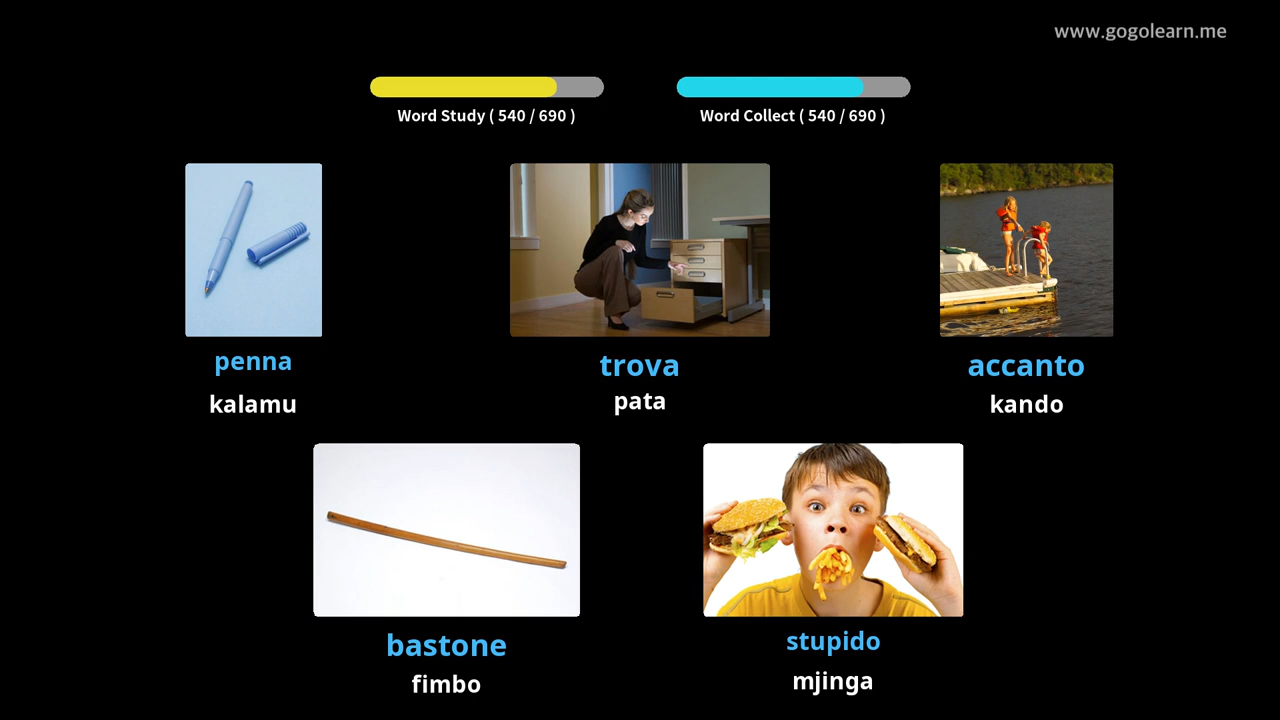 www.gogolearn.me
Word Study ( 540 / 690 )
Word Collect ( 540 / 690 )
penna
kalamu
trova
pata
accanto
kando
bastone
fimbo
stupido
mjinga